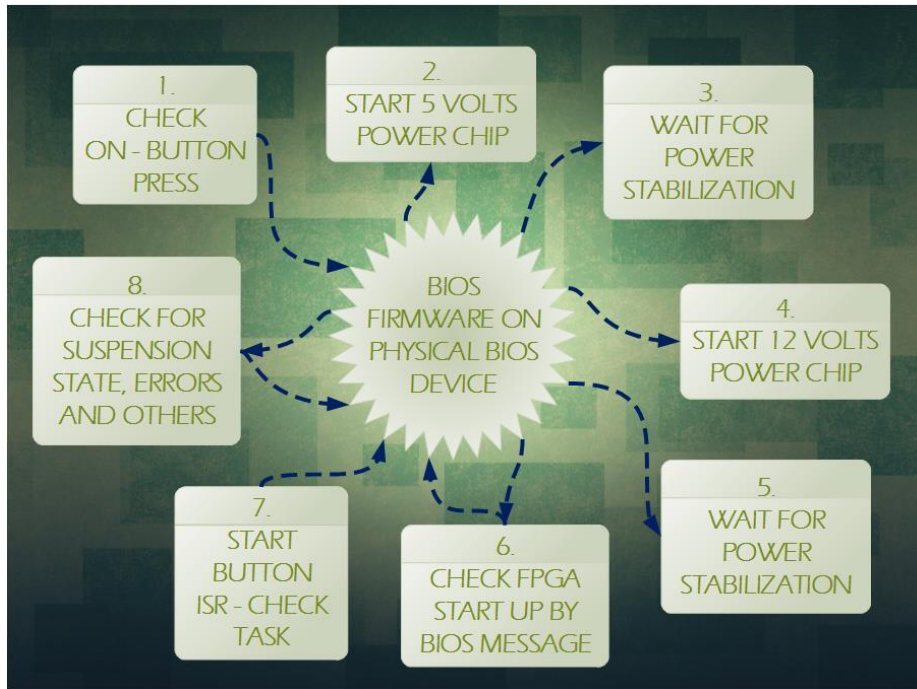 1.
CHECK
ON - BUTTON
PRESS
2.
START 5 VOLTS
POWER CHIP
3.
WAIT FOR
POWER
STABILIZATION
4.
START 12 VOLTS
POWER CHIP
5.
WAIT FOR
POWER
STABILIZATION
6.
CHECK FPGA
START UP BY
BIOS MESSAGE
7.
START
BUTTON
ISR - CHECK
TASK
8.
CHECK FOR
SUSPENSION
STATE, ERRORS
AND OTHERS
BIOS
FIRMWARE ON
PHYSICAL BIOS
DEVICE